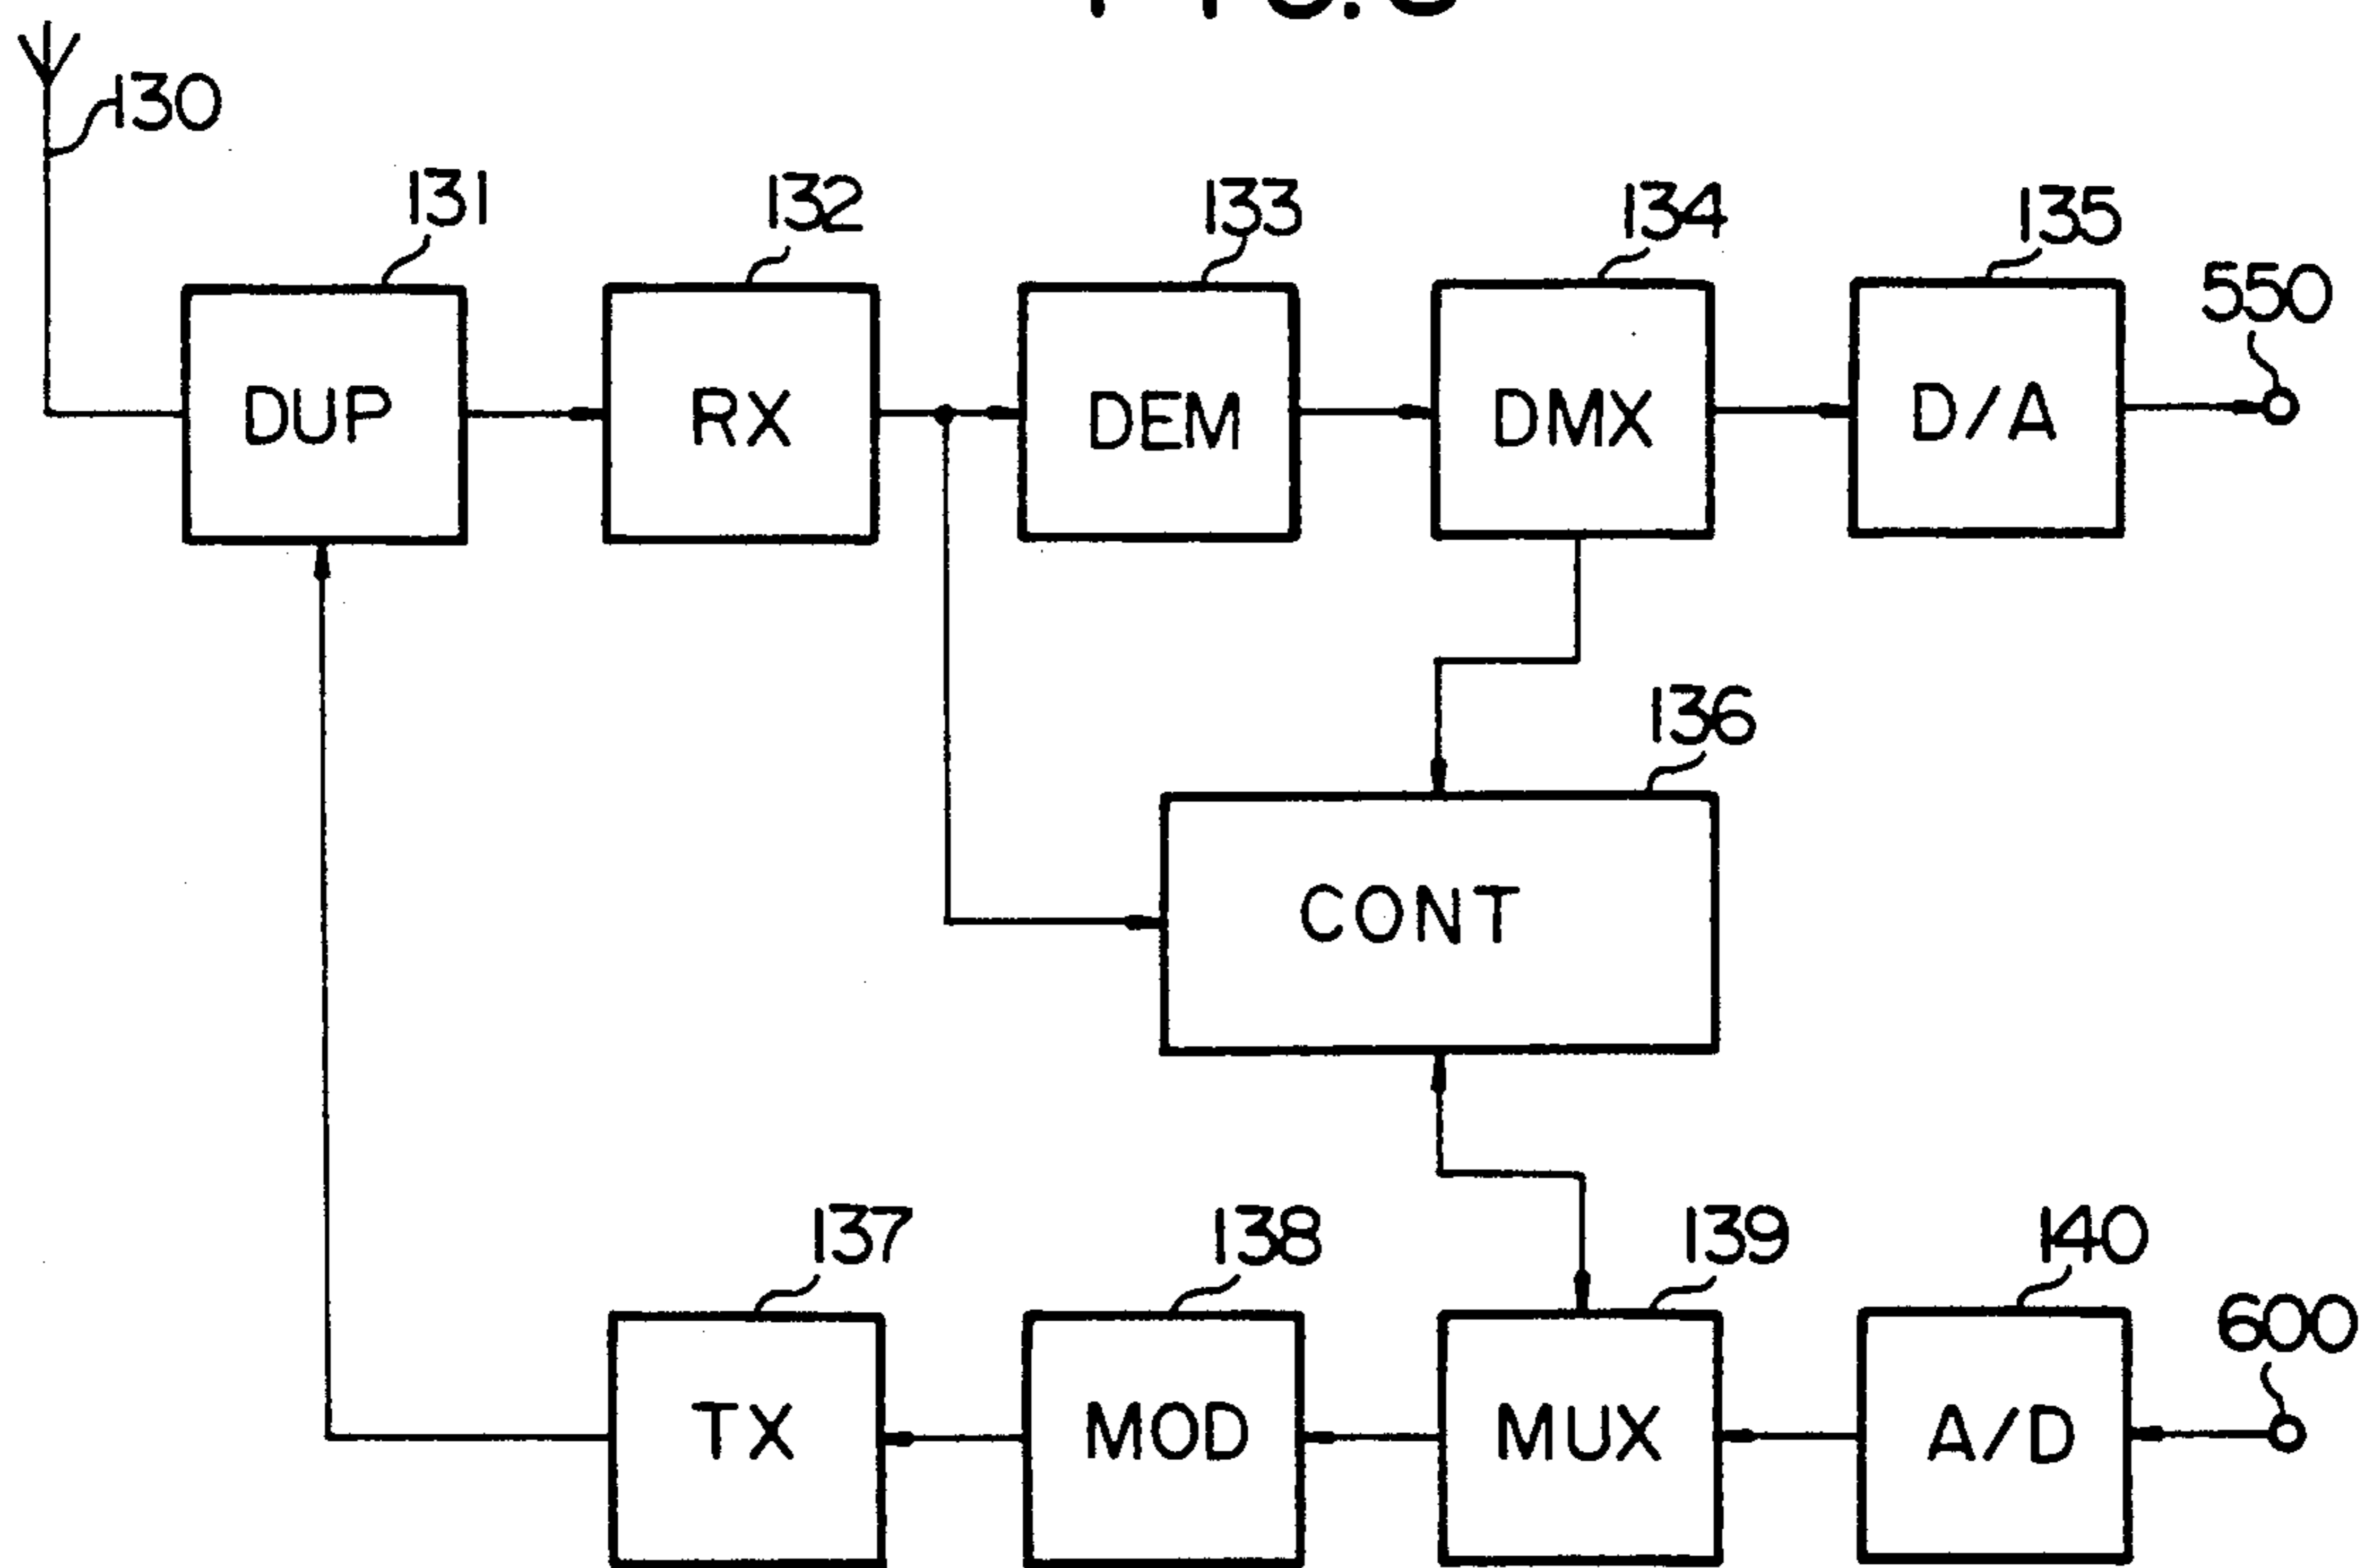 130
131
132
133
134
135
550
DUP
RX
DEM
DMX
D/A
136
CONT
137
138
139
140
600
TX
MOD
MUX
A/D